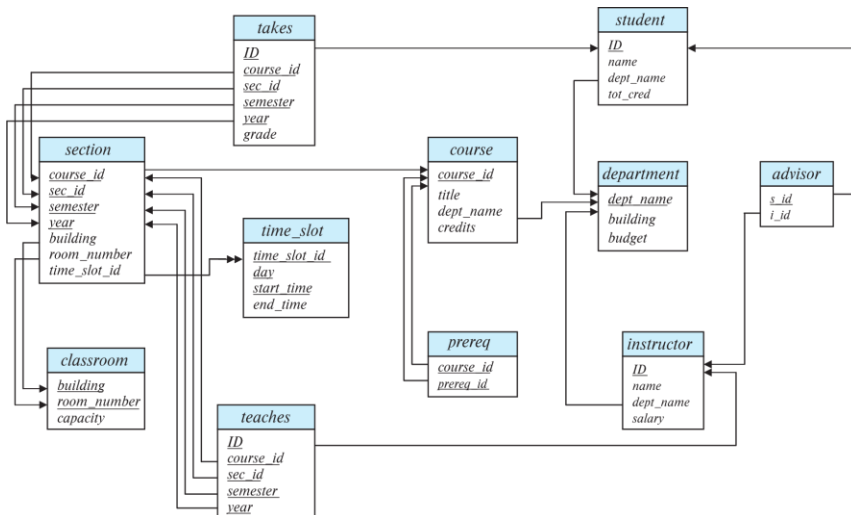 takes
ID
course_id
sec_id
semester
year
grade
student
ID
name
dept_name
tot_cred
section
course_id
sec_id
semester
year
building
room_number
time_slot_id
course
course_id
title
dept_name
credits
department
dept_name
building
budget
advisor
s_id
i_id
time_slot
time_slot_id
day
start_time
end_time
prereq
course_id
prereq_id
instructor
ID
name
dept_name
salary
classroom
building
room_number
capacity
teaches
ID
course_id
sec_id
semester
year